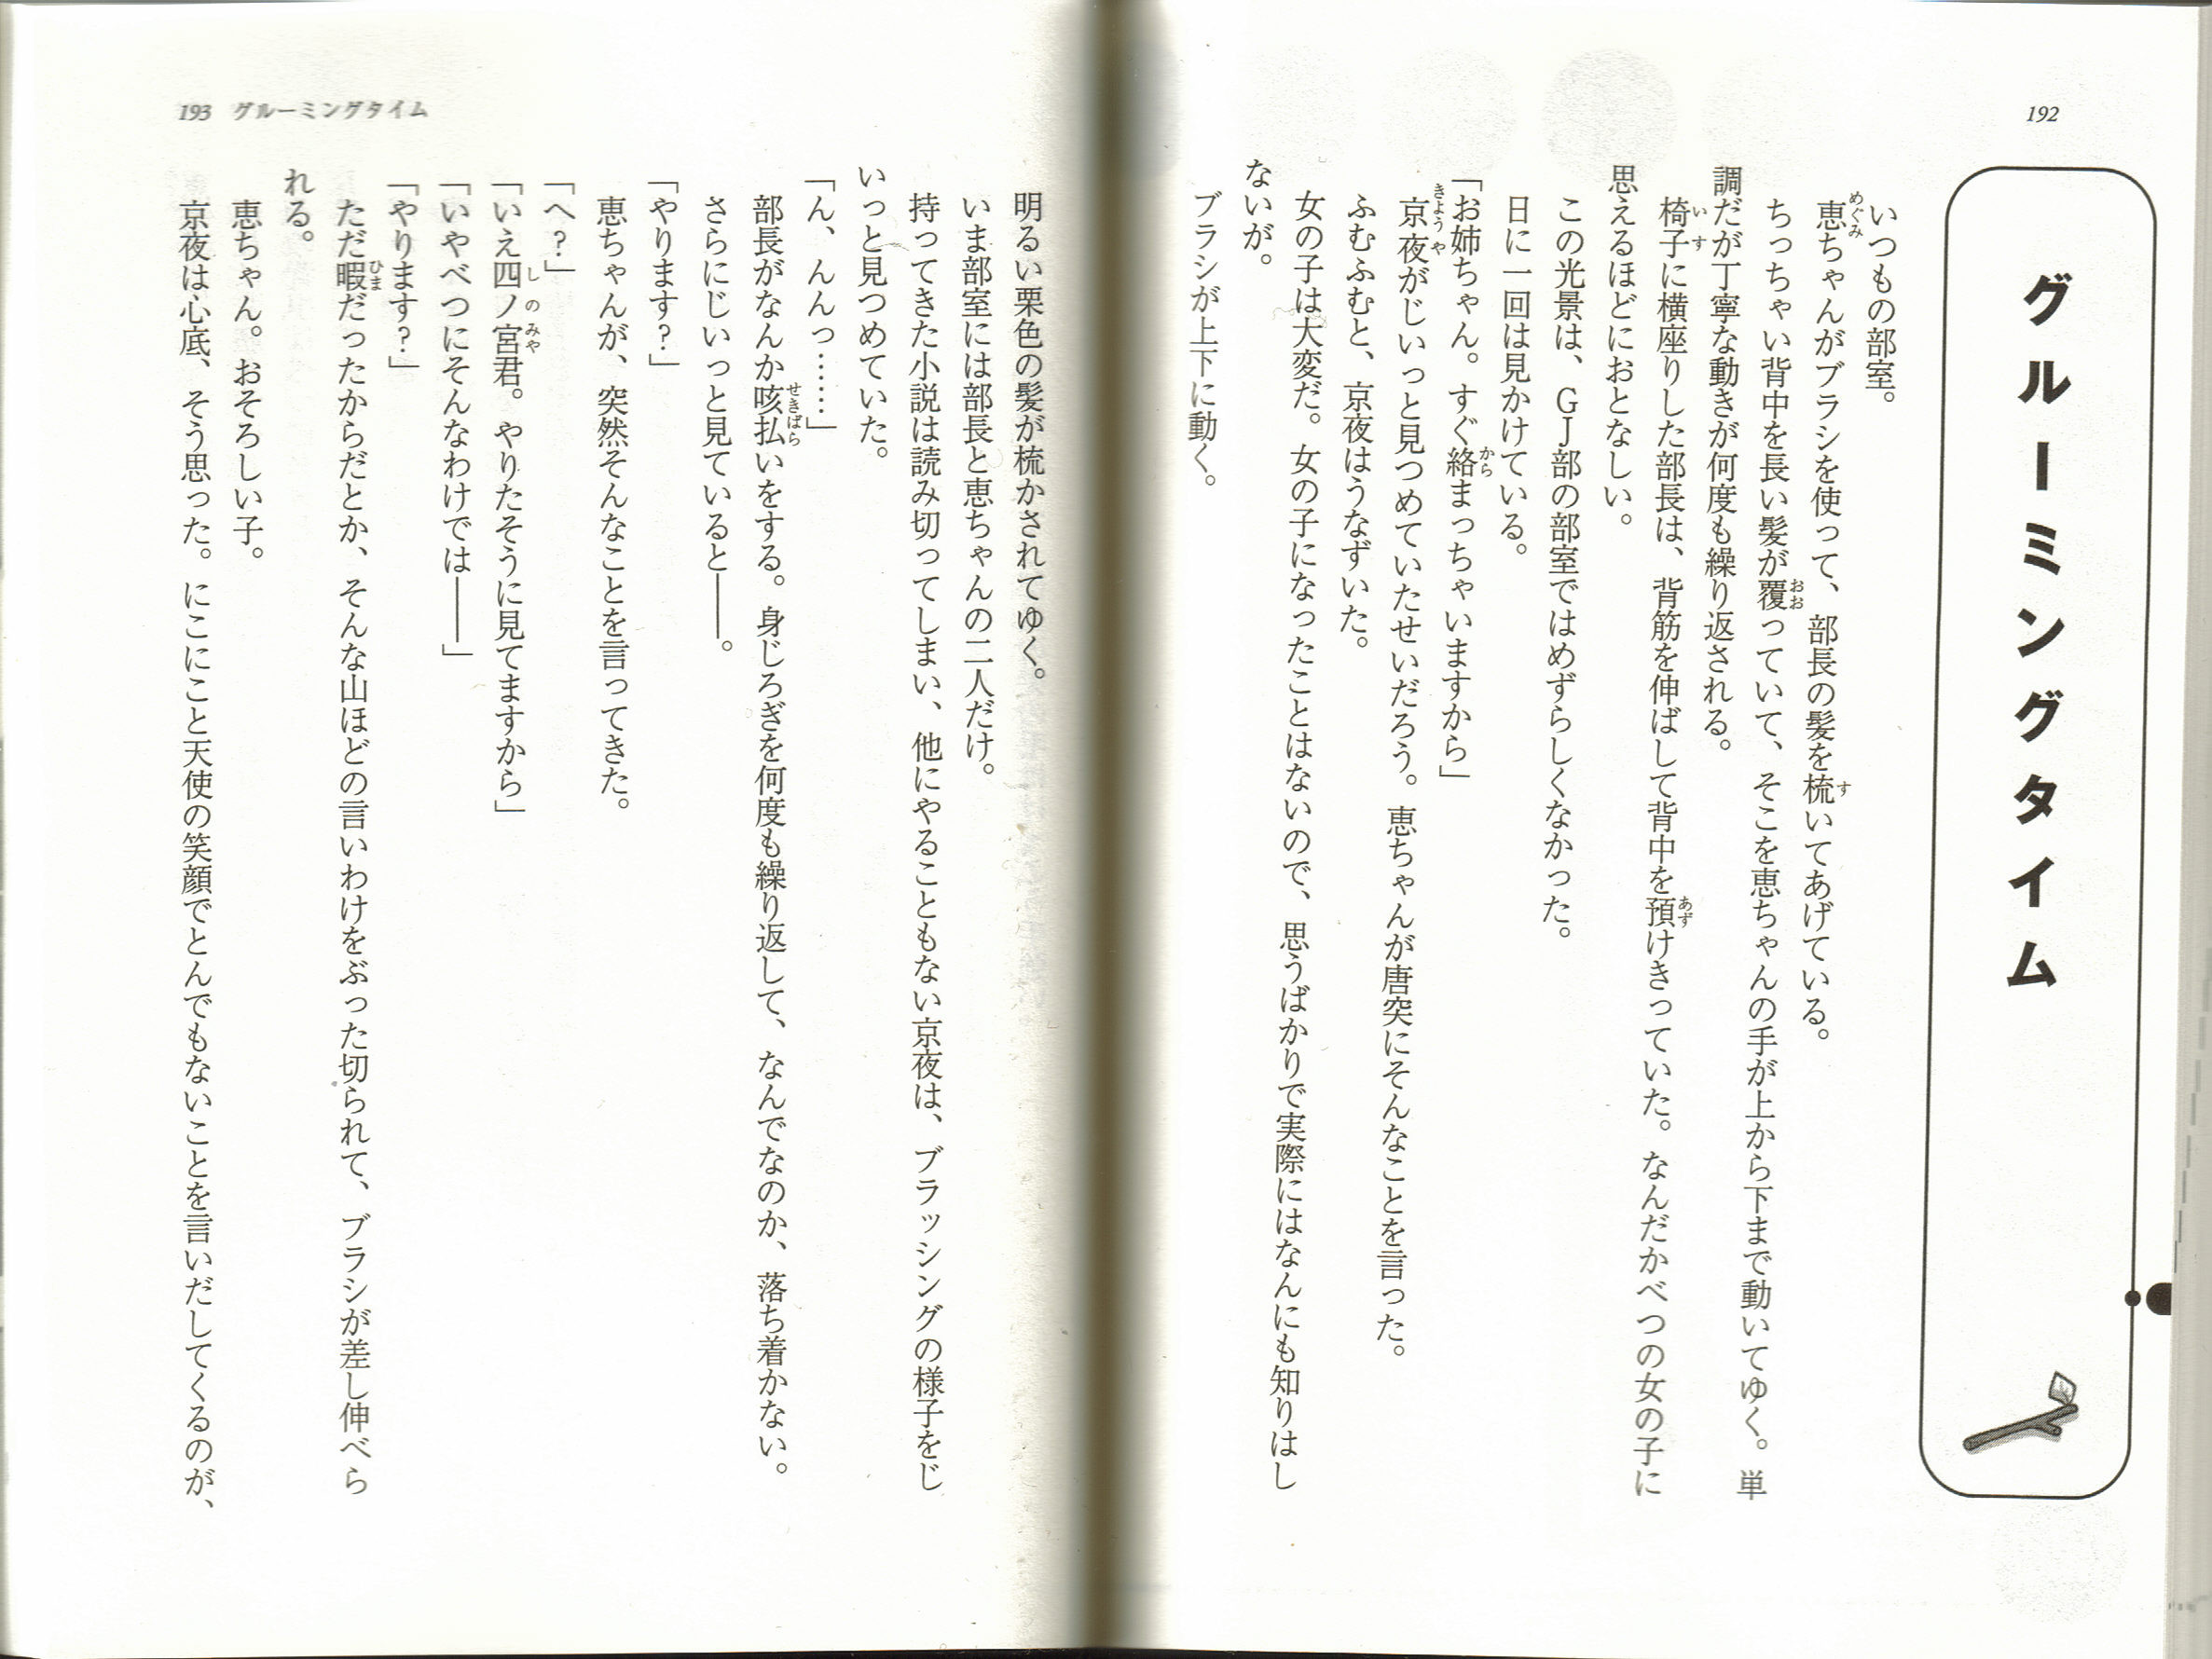 192
グルーミングタイム
いつもの部室。
恵ちゃんがブラシを使って、部長の髪を梳いてあげている。
ちっちゃい背中を長い髪が覆っていて、そこを恵ちゃんの手が上から下まで動いてゆく。単
調だが丁寧な動きが何度も繰り返される。
椅子に横座りした部長は、背筋を伸ばして背中を預けきっていた。なんだかべつの女の子に
思えるほどにおとなしい。
この光景は、GJ部の部室ではめずらしくなかった。
日に一回は見かけている。
「お姉ちゃん。すぐ絡まっちゃいますから」
京夜がじいっと見つめていたせいだろう。恵ちゃんが唐突にそんなことを言った。
ふむふむと、京夜はうなずいた。
女の子は大変だ。女の子になったことはないので、思うばかりで実際にはなんにも知りはし
ないが。
ブラシが上下に動く。
193 グルーミングタイム
明るい栗色の髪が梳かされてゆく。
いま部室には部長と恵ちゃんの二人だけ。
持ってきた小説は読み切ってしまい、他にやることもない京夜は、ブラッシングの様子をじ
いっと見つめていた。
「ん、んんっ……」
部長がなんか咳払いをする。身じろぎを何度も繰り返して、なんでなのか、落ち着かない。
さらにじいっと見ていると――。
「やります?」
恵ちゃんが、突然そんなことを言ってきた。
「へ?」
「いえ四ノ宮君。やりたそうに見てますから」
「いやべつにそんなわけでは――」
「やります?」
ただ暇だったからだとか、そんな山ほどの言いわけをぶった切られて、ブラシが差し伸べら
れる。
恵ちゃん。おそろしい子。
京夜は心底、そう思った。にこにこと天使の笑顔でとんでもないことを言いだしてくるのが、